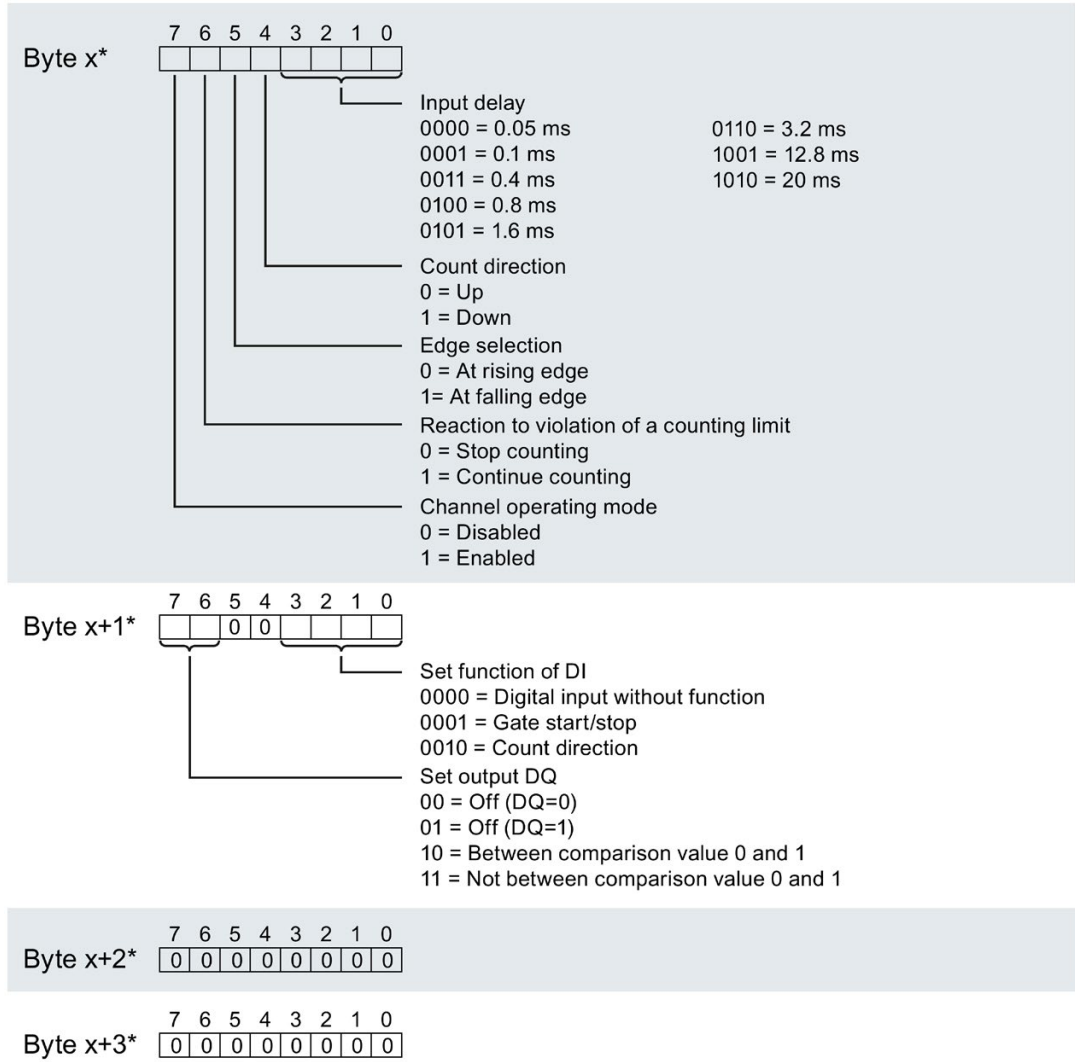 7 6 5 4 3 2 1 0
Byte x*
Input delay
0000 = 0.05 ms 0110 = 3.2 ms
0001 = 0.1 ms 1001 = 12.8 ms
0011 = 0.4 ms 1010 = 20 ms
0100 = 0.8 ms
0101 = 1.6 ms
Count direction
0 = Up
1 = Down
Edge selection
0 = At rising edge
1= At falling edge
Reaction to violation of a counting limit
0 = Stop counting
1 = Continue counting
Channel operating mode
0 = Disabled
1 = Enabled
7 6 5 4 3 2 1 0
Byte x+1* 0 0
Set function of DI
0000 = Digital input without function
0001 = Gate start/stop
0010 = Count direction
Set output DQ
00 = Off (DQ=0)
01 = Off (DQ=1)
10 = Between comparison value 0 and 1
11 = Not between comparison value 0 and 1
7 6 5 4 3 2 1 0
Byte x+2* 0 0 0 0 0 0 0 0
7 6 5 4 3 2 1 0
Byte x+3* 0 0 0 0 0 0 0 0